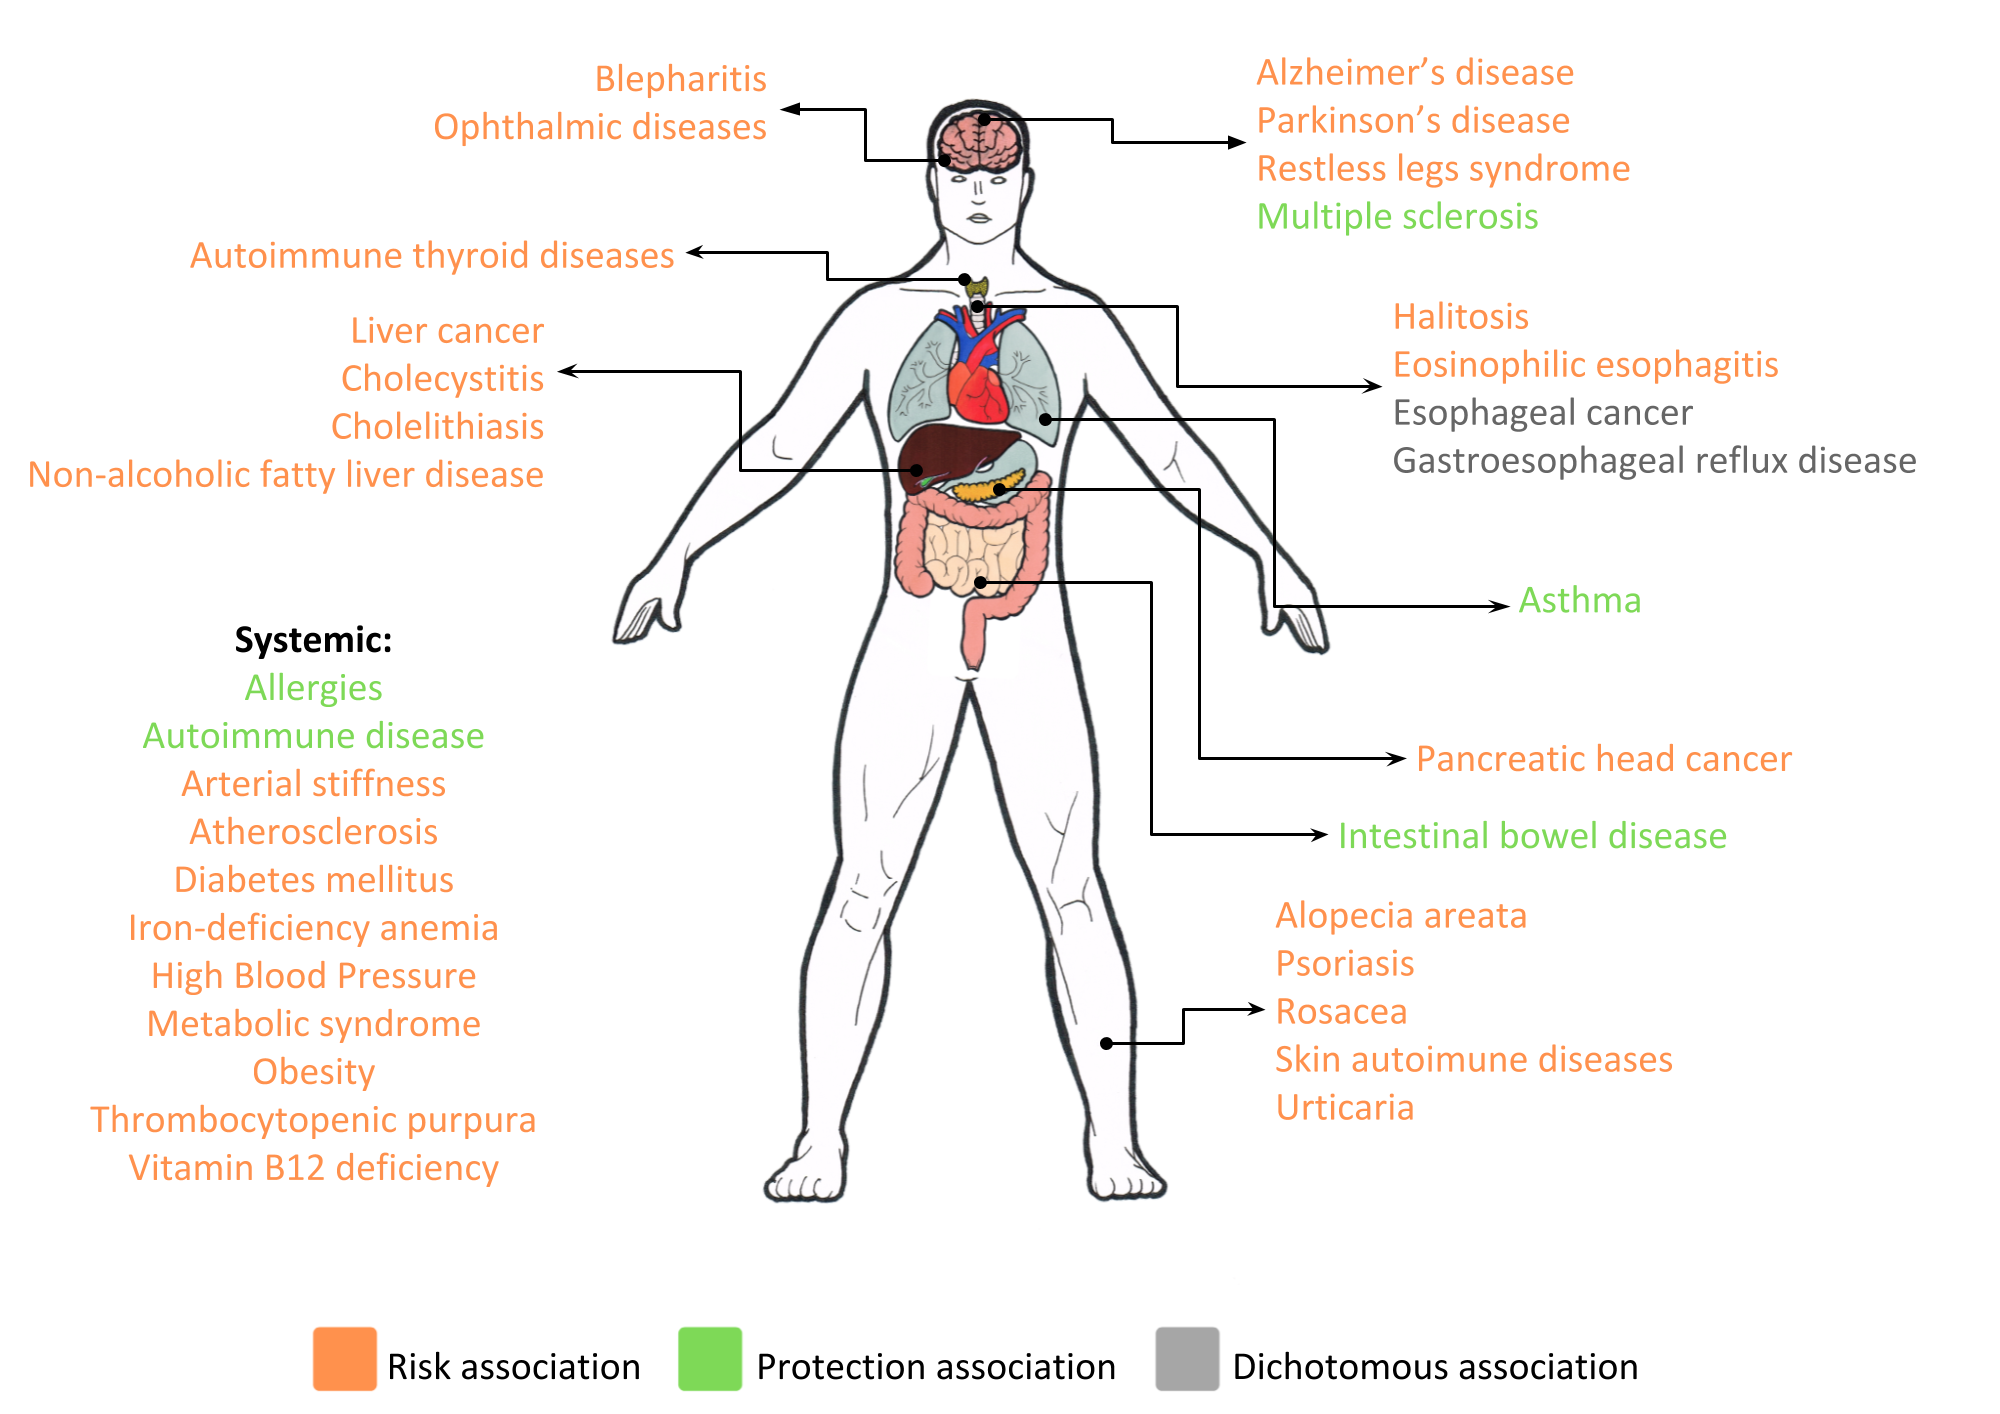 Blepharitis
Ophthalmic diseases
Alzheimer’s disease
Parkinson’s disease
Restless legs syndrome
Multiple sclerosis
Autoimmune thyroid diseases
Liver cancer
Cholecystitis
Cholelithiasis
Non-alcoholic fatty liver disease
Halitosis
Eosinophilic esophagitis
Esophageal cancer
Gastroesophageal reflux disease
Asthma
Systemic:
Allergies
Autoimmune disease
Arterial stiffness
Atherosclerosis
Diabetes mellitus
Iron-deficiency anemia
High Blood Pressure
Metabolic syndrome
Obesity
Thrombocytopenic purpura
Vitamin B12 deficiency
Pancreatic head cancer
Intestinal bowel disease
Alopecia areata
Psoriasis
Rosacea
Skin autoimune diseases
Urticaria
Risk association
Protection association
Dichotomous association